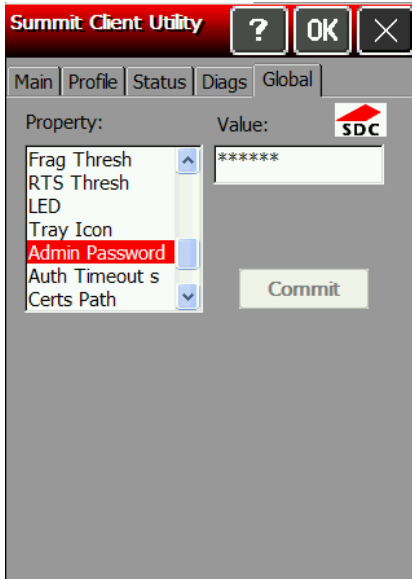 Summit Client Utility
? OK X
Main Profile Status Diags Global
Property:
Value:
SDC
Frag Thresh
RTS Thresh
LED
Tray Icon
Admin Password
Auth Timeout s
Certs Path
******
Commit